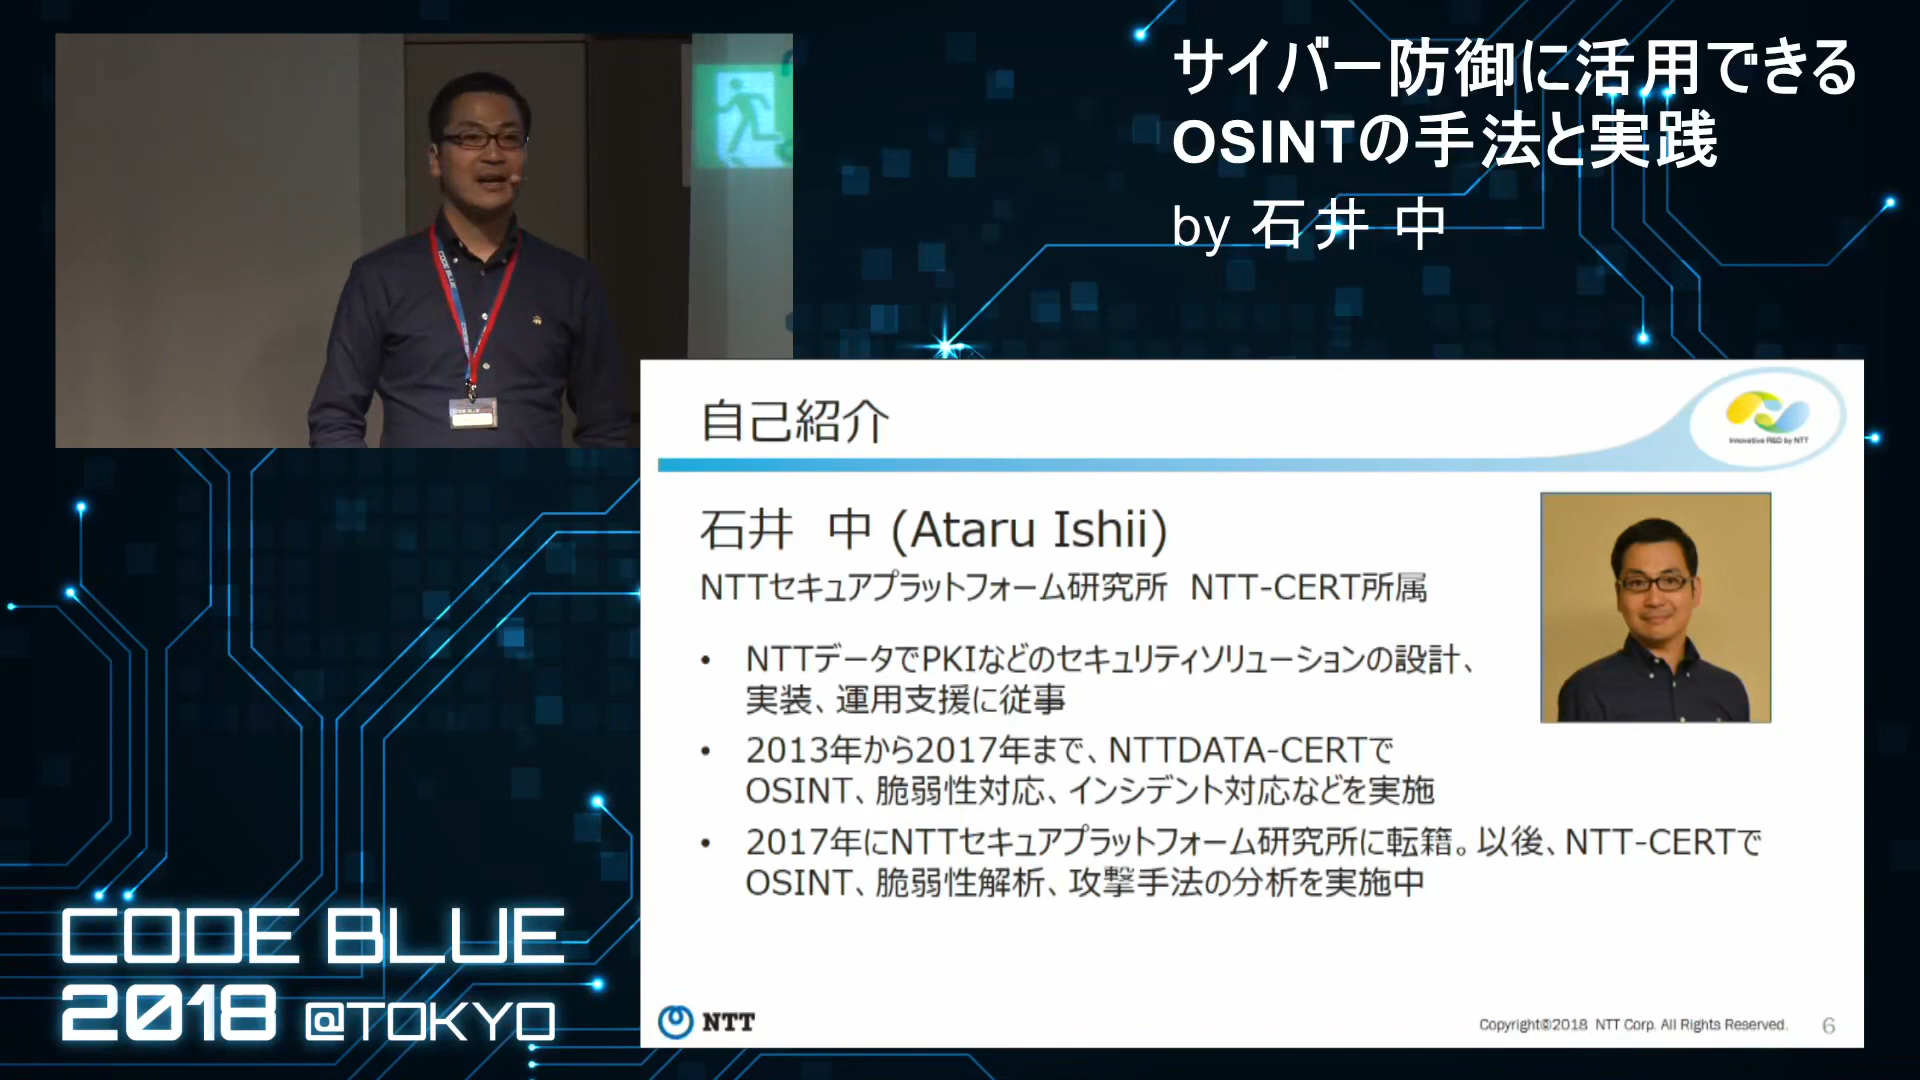 サイバー防御に活用できる
OSINTの手法と実践
by 石井 中
自己紹介
Innovative R&D by NTT
石井　中 (Ataru Ishii)
NTTセキュアプラットフォーム研究所　NTT-CERT所属
• NTTデータでPKIなどのセキュリティソリューションの設計、
実装、運用支援に従事
• 2013年から2017年まで、NTTDATA-CERTで
OSINT、脆弱性対応、インシデント対応などを実施
• 2017年にNTTセキュアプラットフォーム研究所に転籍。以後、NTT-CERTで
OSINT、脆弱性解析、攻撃手法の分析を実施中
NTT
Copyright©2018 NTT Corp. All Rights Reserved.
6
CODE BLUE
2018 @TOKYO
CODE BLUE